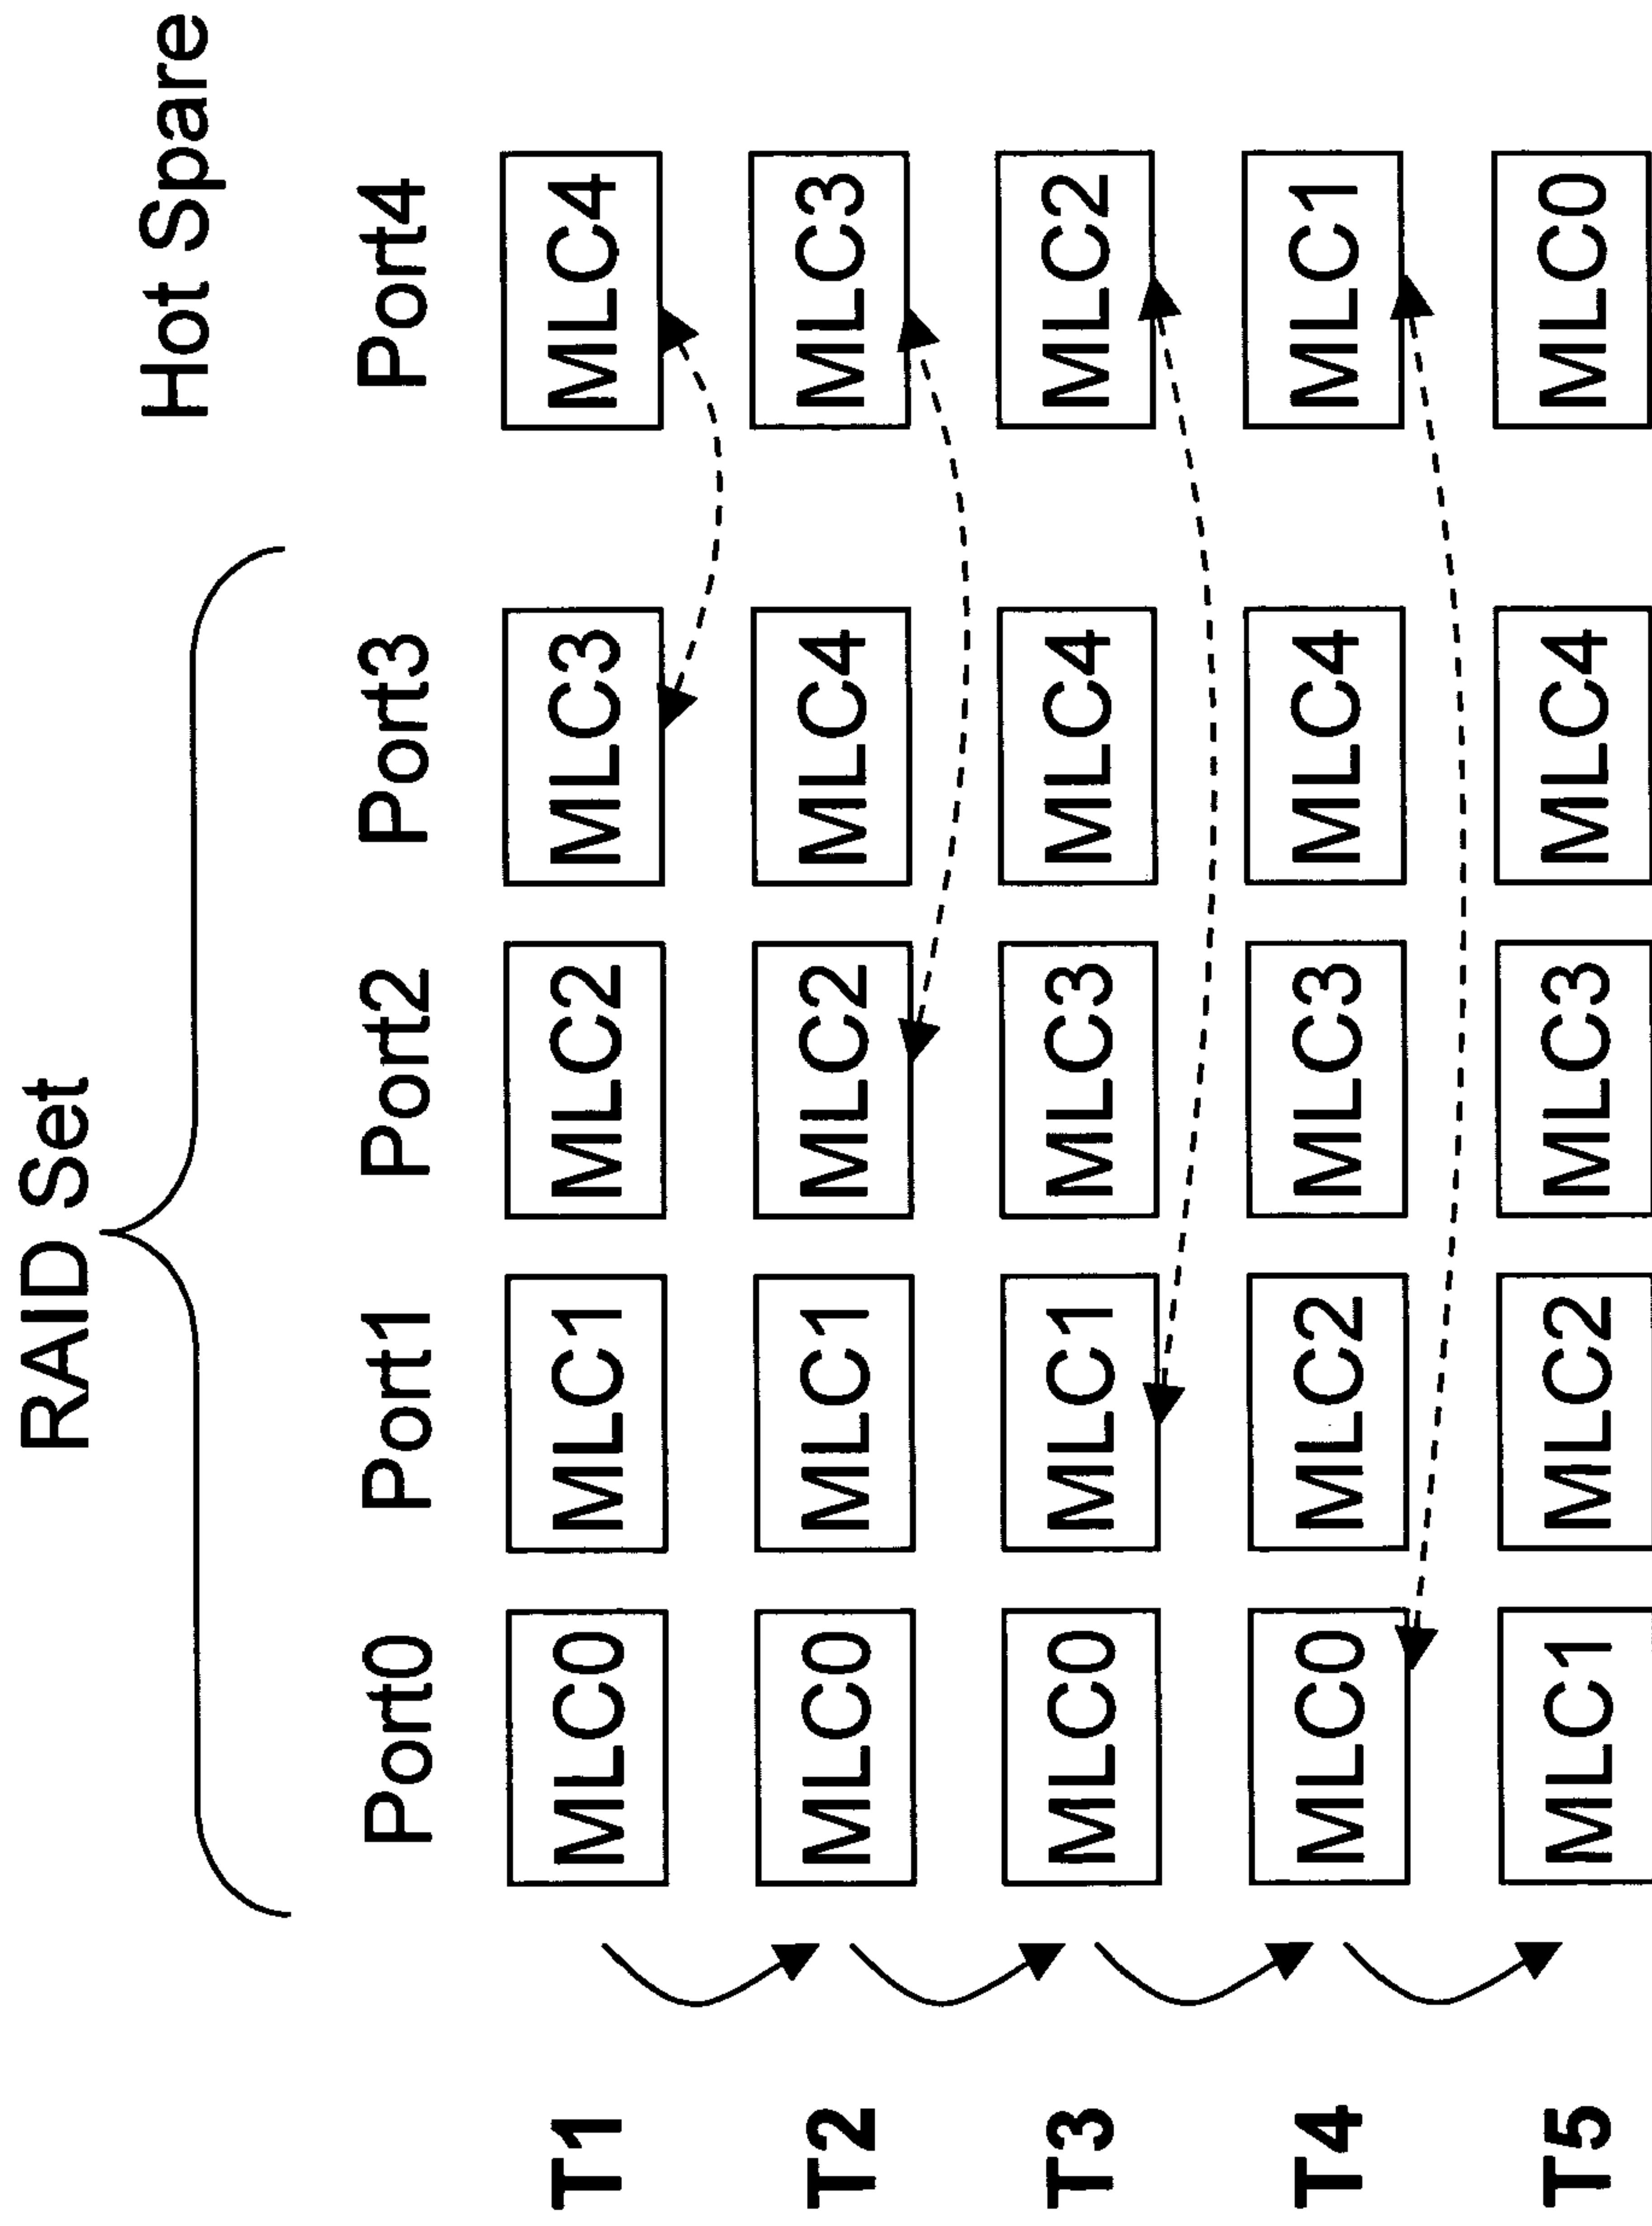 RAID Set
Hot Spare
Port0 Port1 Port2 Port3 Port4
T1 MLC0 MLC1 MLC2 MLC3 MLC4
T2 MLC0 MLC1 MLC2 MLC4 MLC3
T3 MLC0 MLC1 MLC3 MLC4 MLC2
T4 MLC0 MLC2 MLC3 MLC4 MLC1
T5 MLC1 MLC2 MLC3 MLC4 MLC0